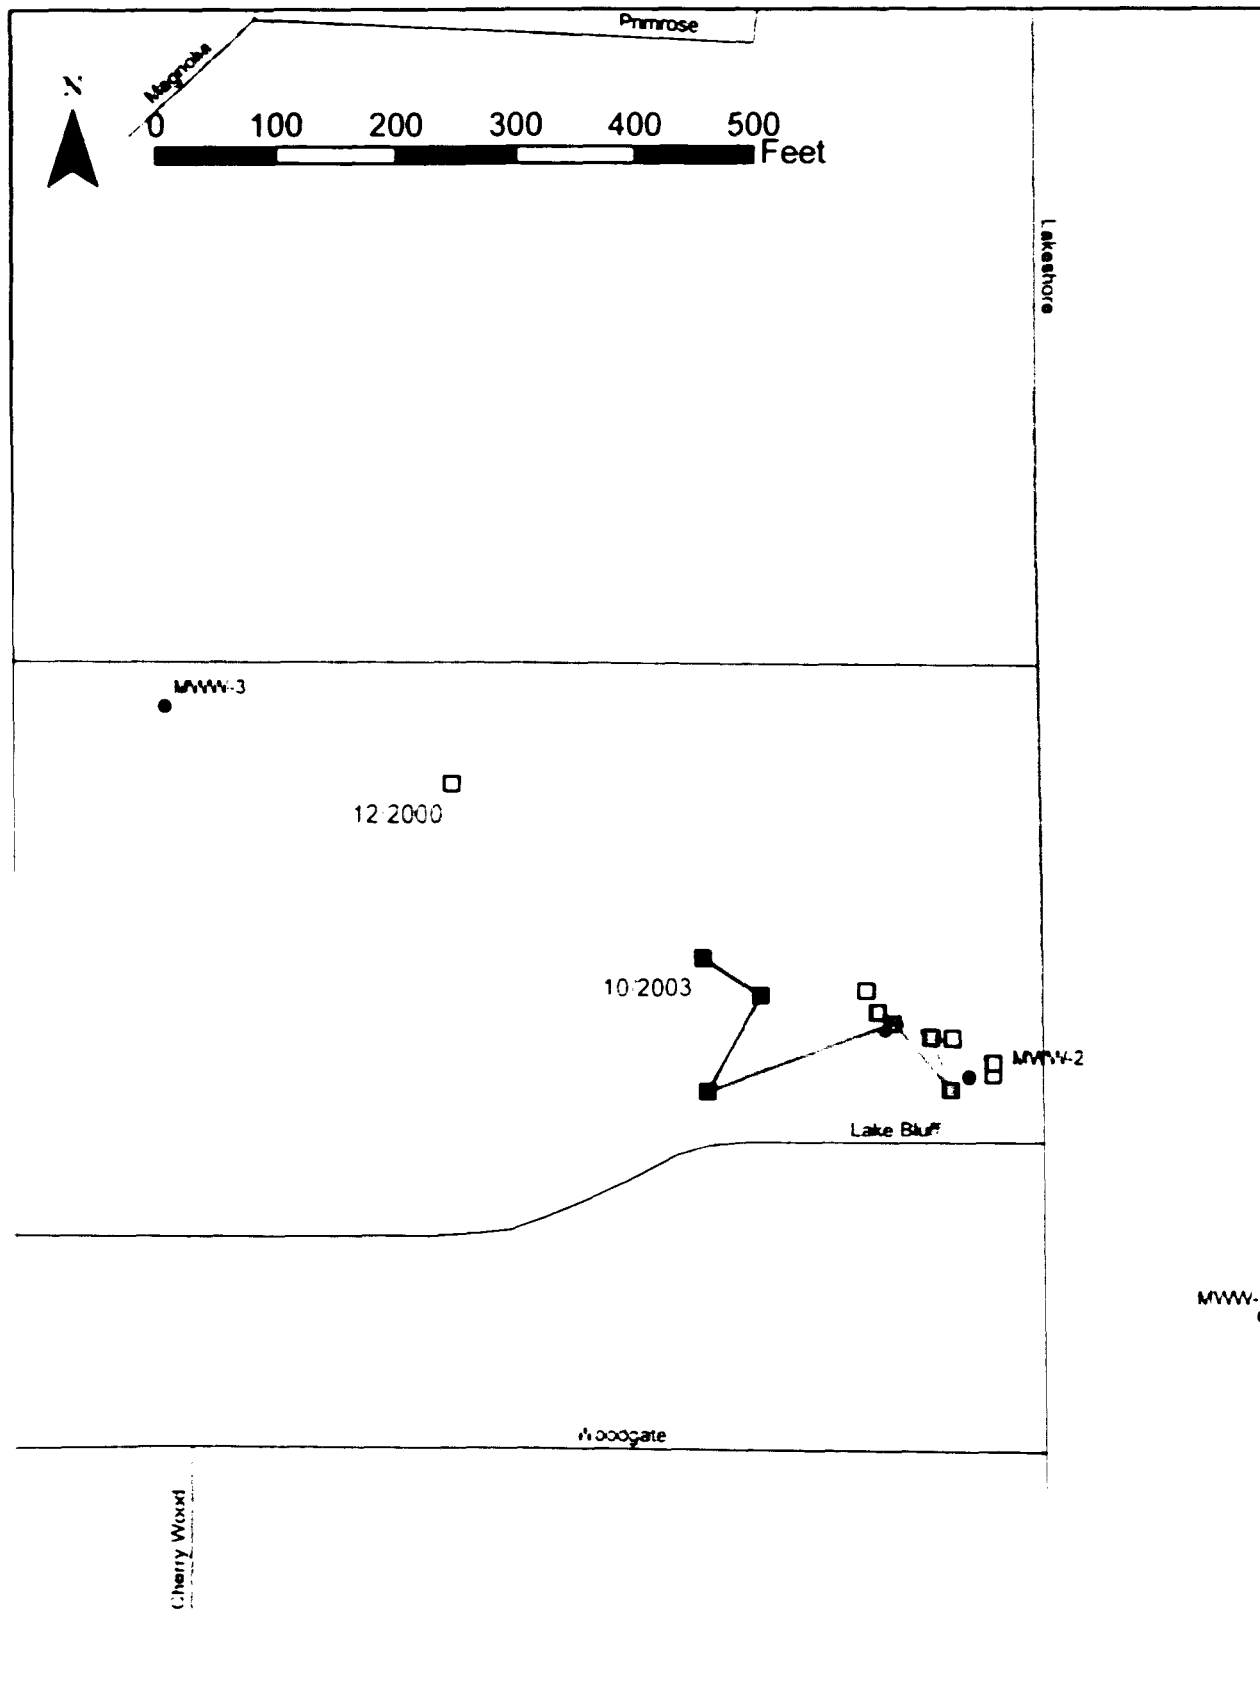 Primrose
Magnolia
N
0 100 200 300 400 500
Feet
Lakeshore
MWW-3
12/2000
10/2003
MWW-2
Lake Bluff
MWW-
Woodgate
Cherry Wood